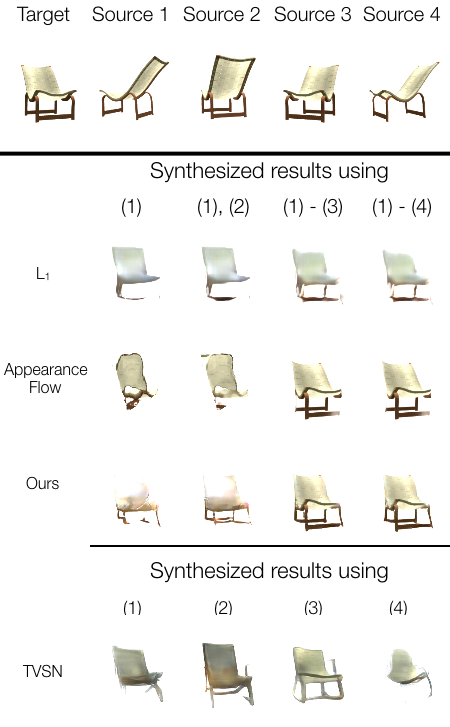 Target Source 1 Source 2 Source 3 Source 4
Synthesized results using
(1) (1), (2) (1) - (3) (1) - (4)
L₁
Appearance
Flow
Ours
Synthesized results using
(1) (2) (3) (4)
TVSN